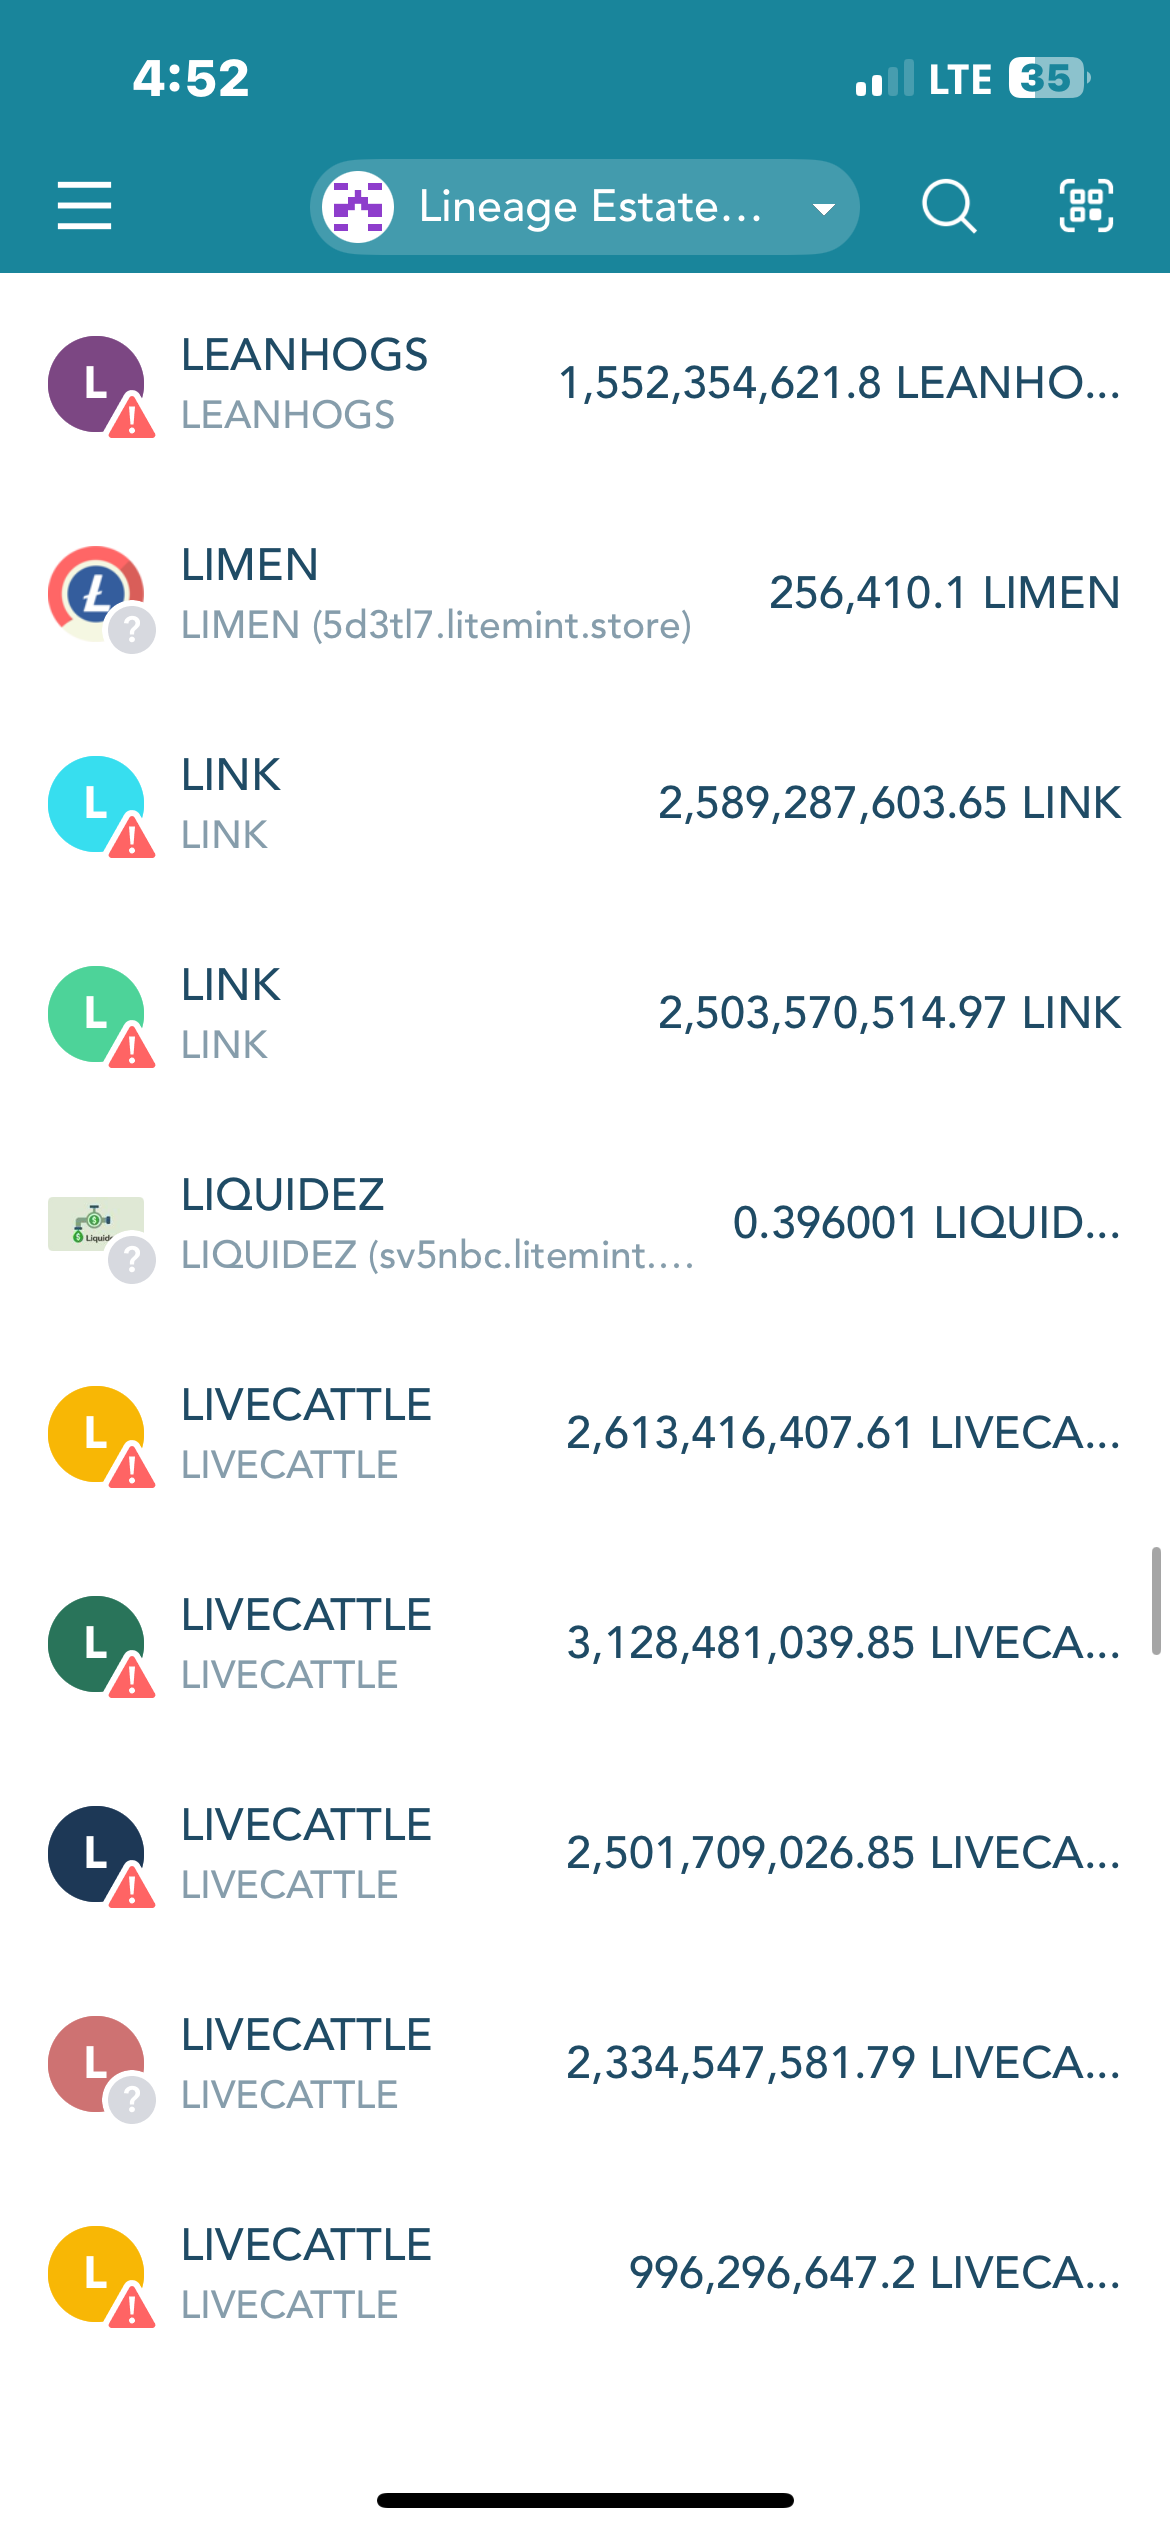 4:52
LTE 35
Lineage Estate...
L
LEANHOGS
LEANHOGS
1,552,354,621.8 LEANHO...
Ł
?
LIMEN
LIMEN (5d3tl7.litemint.store)
256,410.1 LIMEN
L
LINK
LINK
2,589,287,603.65 LINK
L
LINK
LINK
2,503,570,514.97 LINK
?
LIQUIDEZ
LIQUIDEZ (sv5nbc.litemint....
0.396001 LIQUID...
L
LIVECATTLE
LIVECATTLE
2,613,416,407.61 LIVECA...
L
LIVECATTLE
LIVECATTLE
3,128,481,039.85 LIVECA...
L
LIVECATTLE
LIVECATTLE
2,501,709,026.85 LIVECA...
L
?
LIVECATTLE
LIVECATTLE
2,334,547,581.79 LIVECA...
L
LIVECATTLE
LIVECATTLE
996,296,647.2 LIVECA...